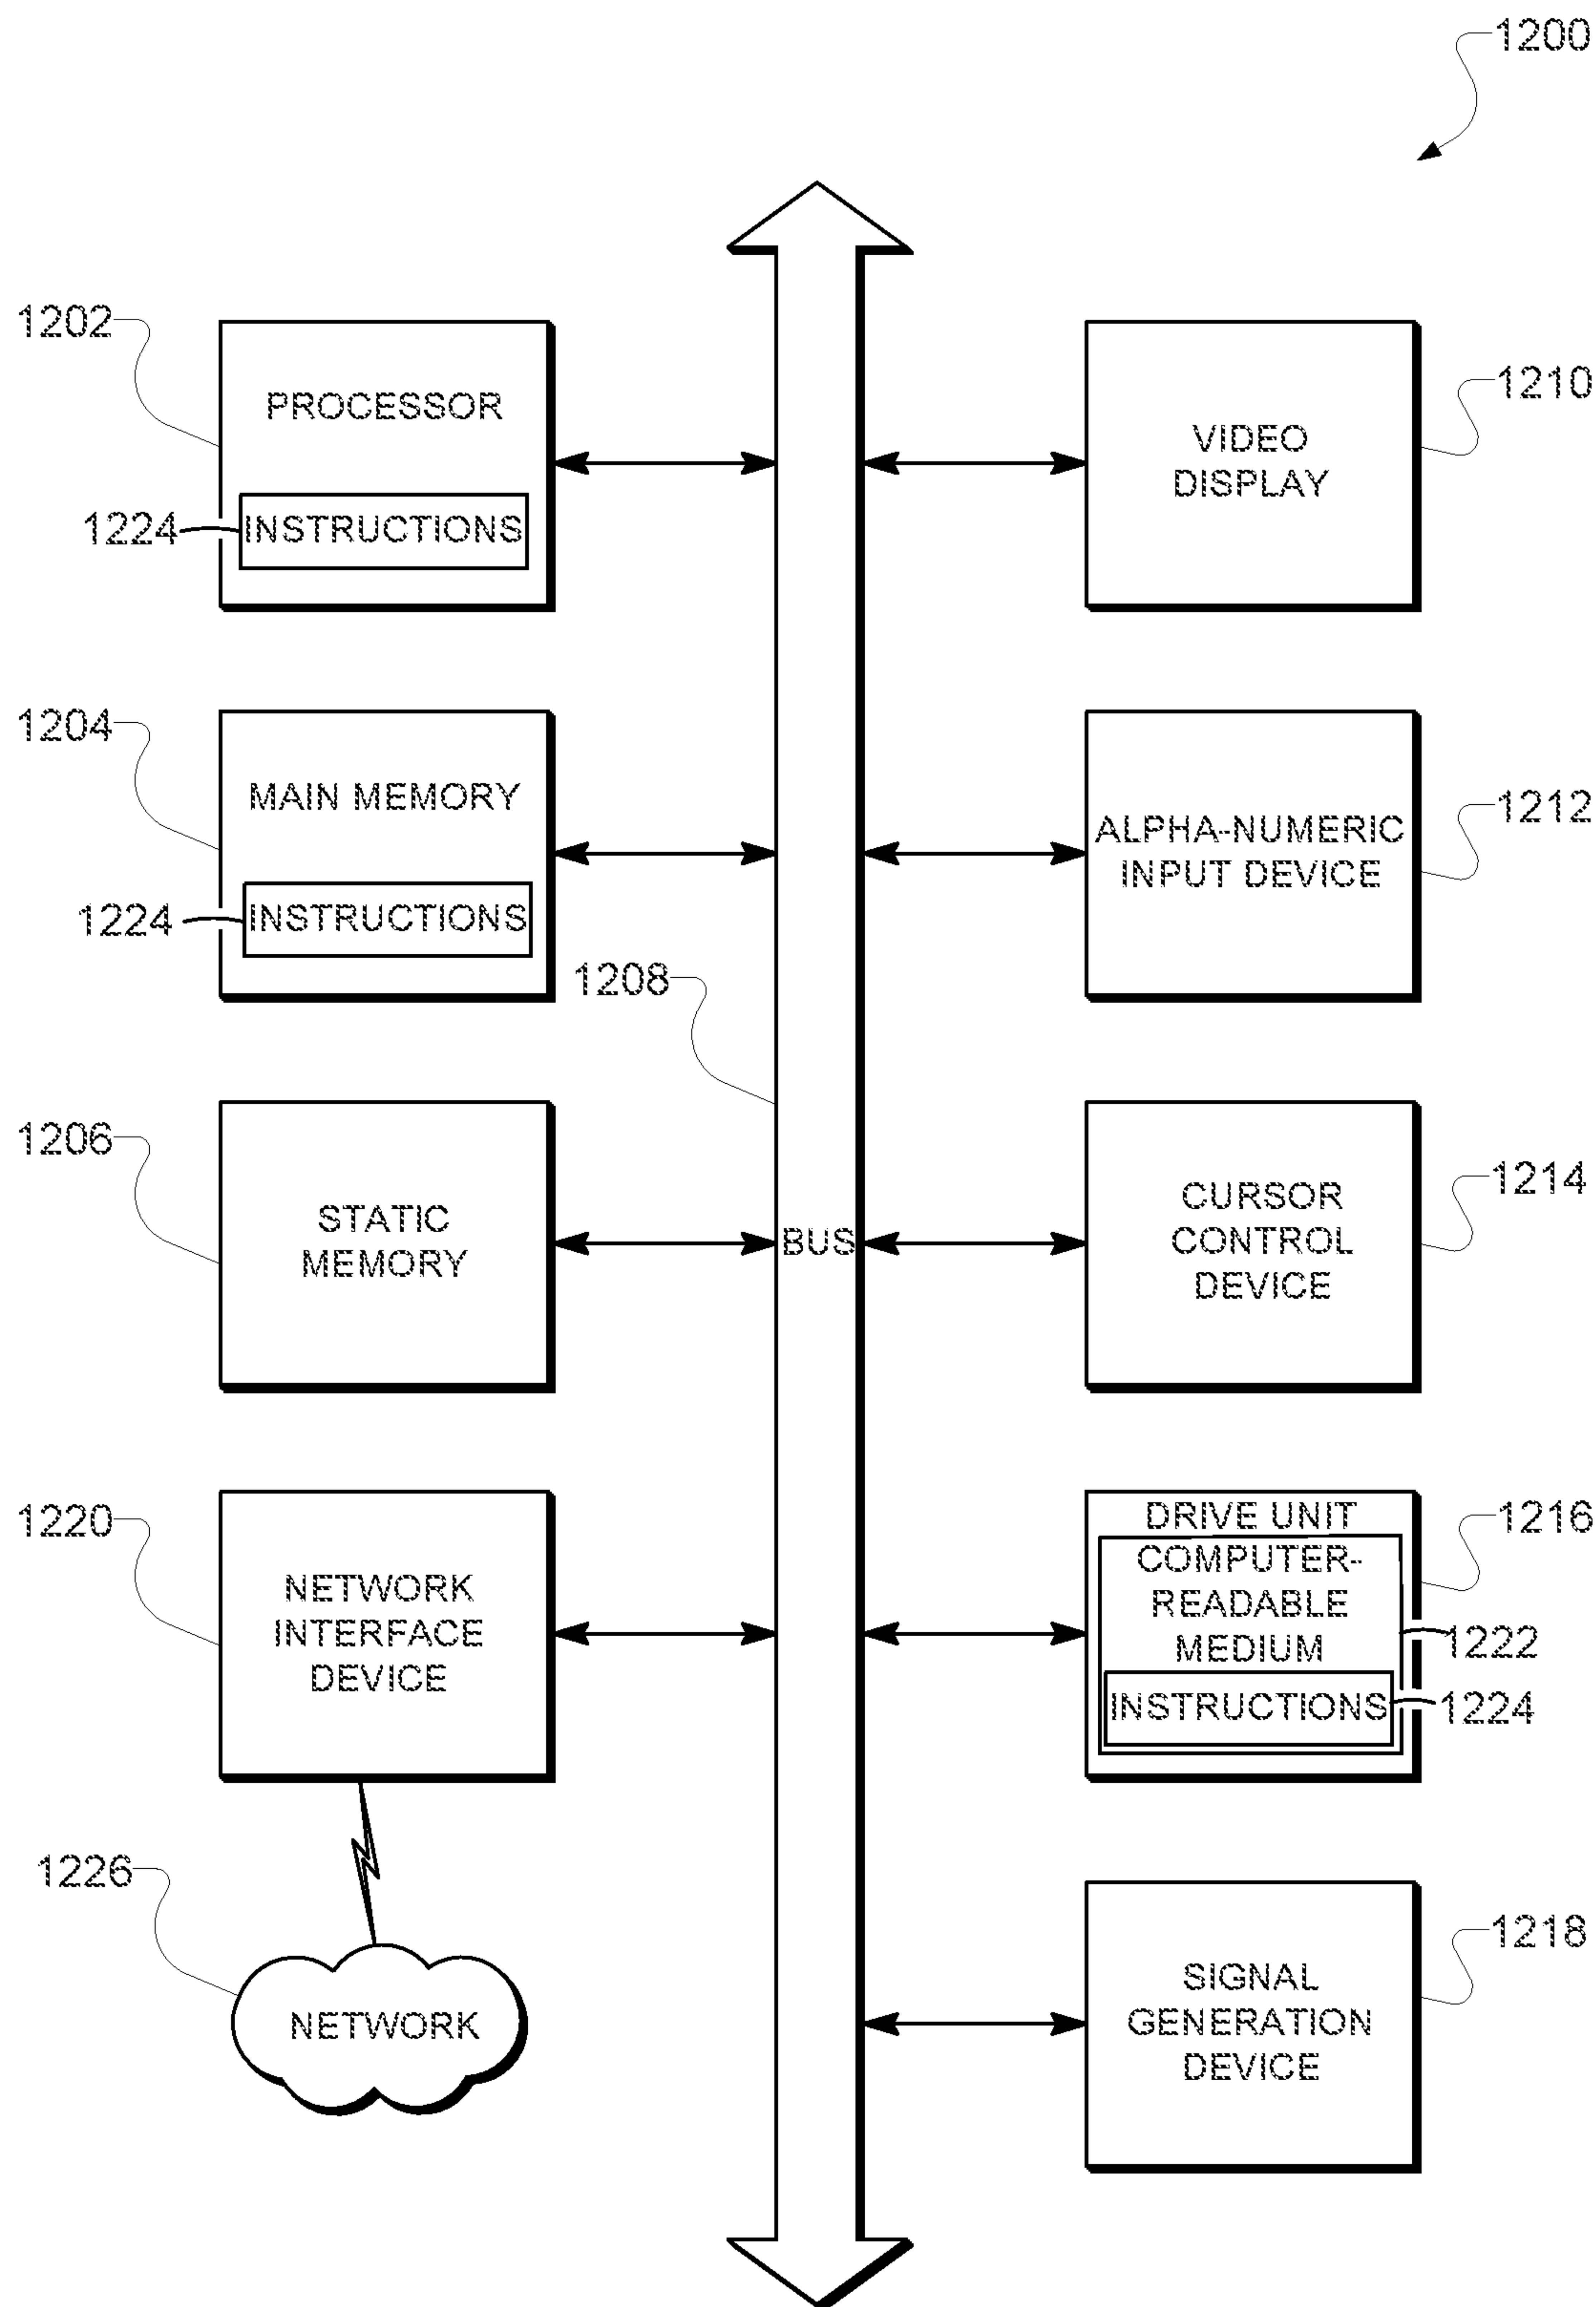 1200
1202
PROCESSOR
1224
INSTRUCTIONS
1210
VIDEO
DISPLAY
1204
MAIN MEMORY
1224
INSTRUCTIONS
1212
ALPHA-NUMERIC
INPUT DEVICE
1208
1206
STATIC
MEMORY
BUS
1214
CURSOR
CONTROL
DEVICE
1220
NETWORK
INTERFACE
DEVICE
1216
DRIVE UNIT
COMPUTER-
READABLE
MEDIUM
1222
INSTRUCTIONS
1224
1226
NETWORK
1218
SIGNAL
GENERATION
DEVICE